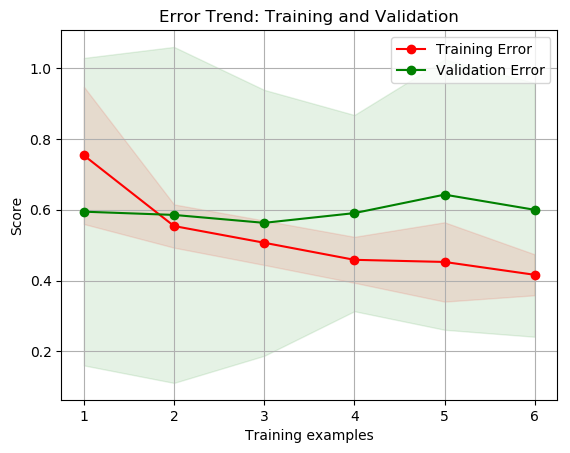 Error Trend: Training and Validation
Training Error
Validation Error
1.0
0.8
0.6
0.4
0.2
Score
1 2 3 4 5 6
Training examples